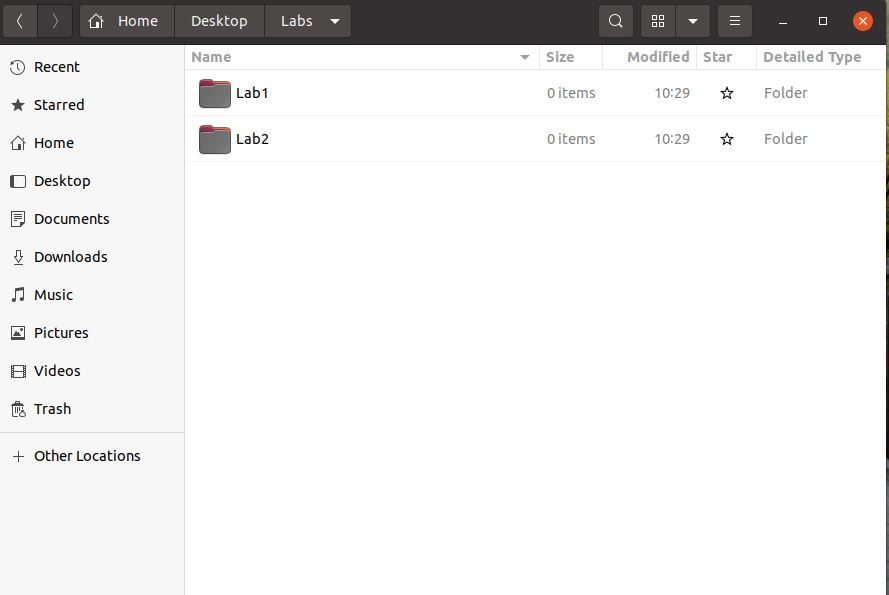 Home Desktop Labs
Name Size Modified Star Detailed Type
Recent
Starred
Home
Desktop
Documents
Downloads
Music
Pictures
Videos
Trash
Other Locations
Lab1 0 items 10:29 Folder
Lab2 0 items 10:29 Folder